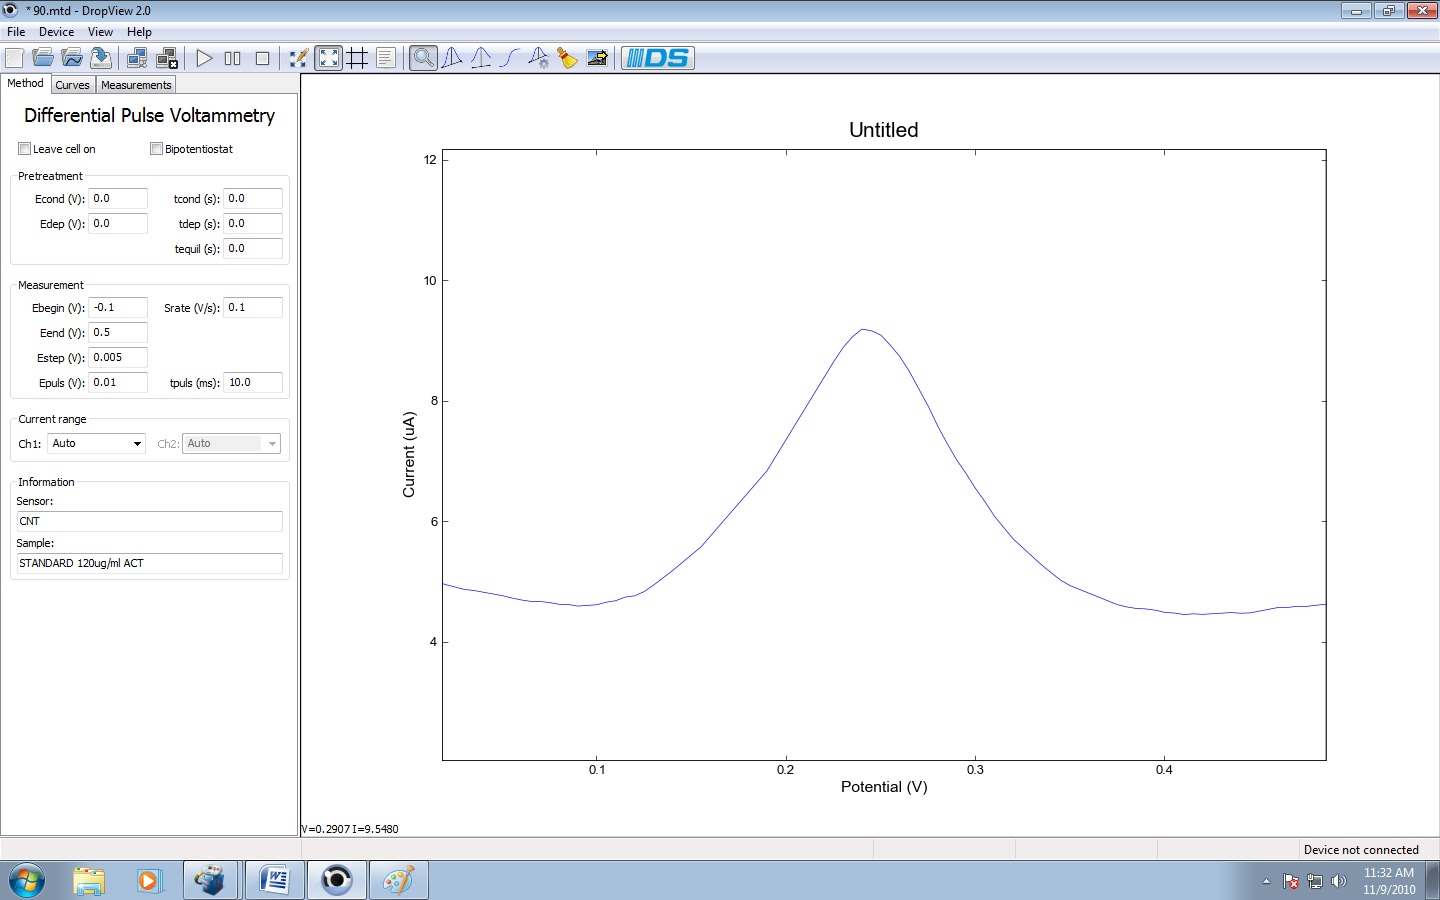 *90.mtd - DropView 2.0
File Device View Help
DS
Method Curves Measurements
Differential Pulse Voltammetry
Leave cell on Bipotentiostat
Pretreatment
Econd (V): 0.0 tcond (s): 0.0
Edep (V): 0.0 tdep (s): 0.0
tequil (s): 0.0
Measurement
Ebegin (V): -0.1 Srate (V/s): 0.1
Eend (V): 0.5
Estep (V): 0.005
Epuls (V): 0.01 tpuls (ms): 10.0
Current range
Ch1: Auto Ch2: Auto
Information
Sensor:
CNT
Sample:
STANDARD 120ug/ml ACT
Untitled
12
10
8
6
4
Current (uA)
0.1 0.2 0.3 0.4
Potential (V)
V=0.2907 I=9.5480
Device not connected
11:32 AM
11/9/2010